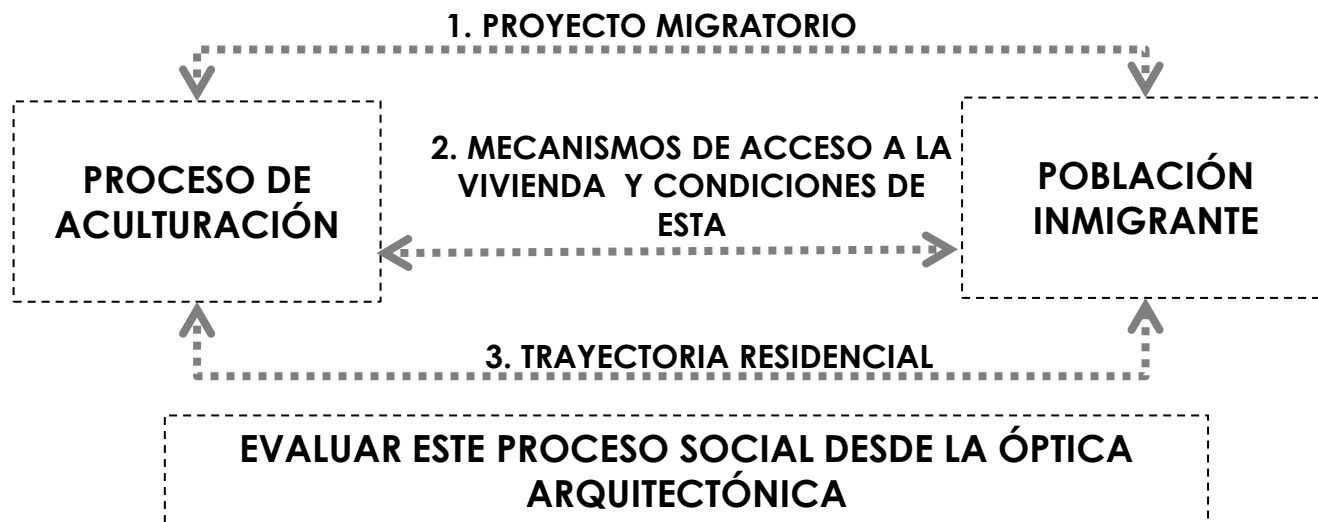 1. PROYECTO MIGRATORIO
PROCESO DE
ACULTURACIÓN
2. MECANISMOS DE ACCESO A LA
VIVIENDA Y CONDICIONES DE
ESTA
POBLACIÓN
INMIGRANTE
3. TRAYECTORIA RESIDENCIAL
EVALUAR ESTE PROCESO SOCIAL DESDE LA ÓPTICA
ARQUITECTÓNICA